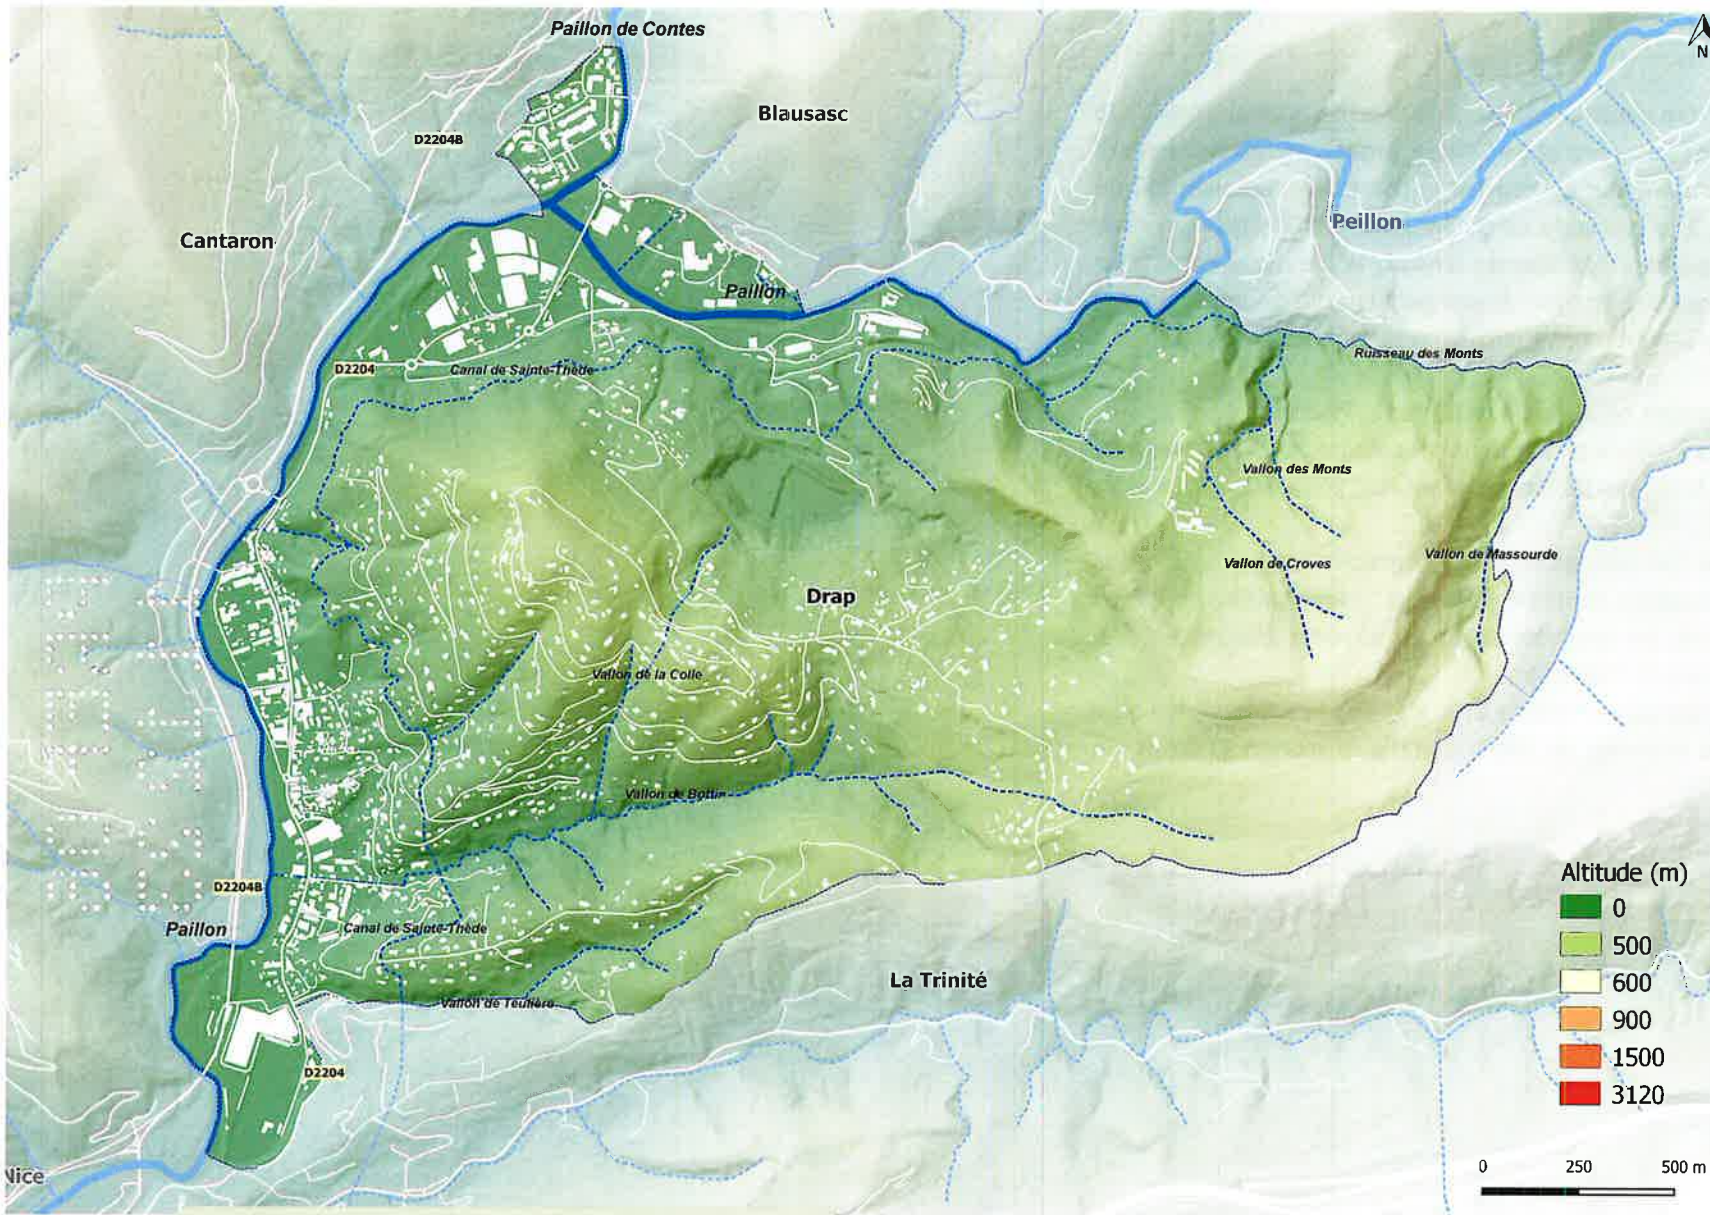 Paillon de Contes
N
Blausasc
D2204B
Cantaron
Peillon
Paillon
Ruisseau des Monts
D2204
Canal de Sainte-Thède
Vallon des Monts
Vallon de Massourde
Vallon de Croves
Drap
Vallon de la Colle
Vallon de Bottin
D2204B
Paillon
Canal de Sainte-Thède
La Trinité
Vallon de Teulière
D2204
Nice
Altitude (m)
0
500
600
900
1500
3120
0 250 500 m